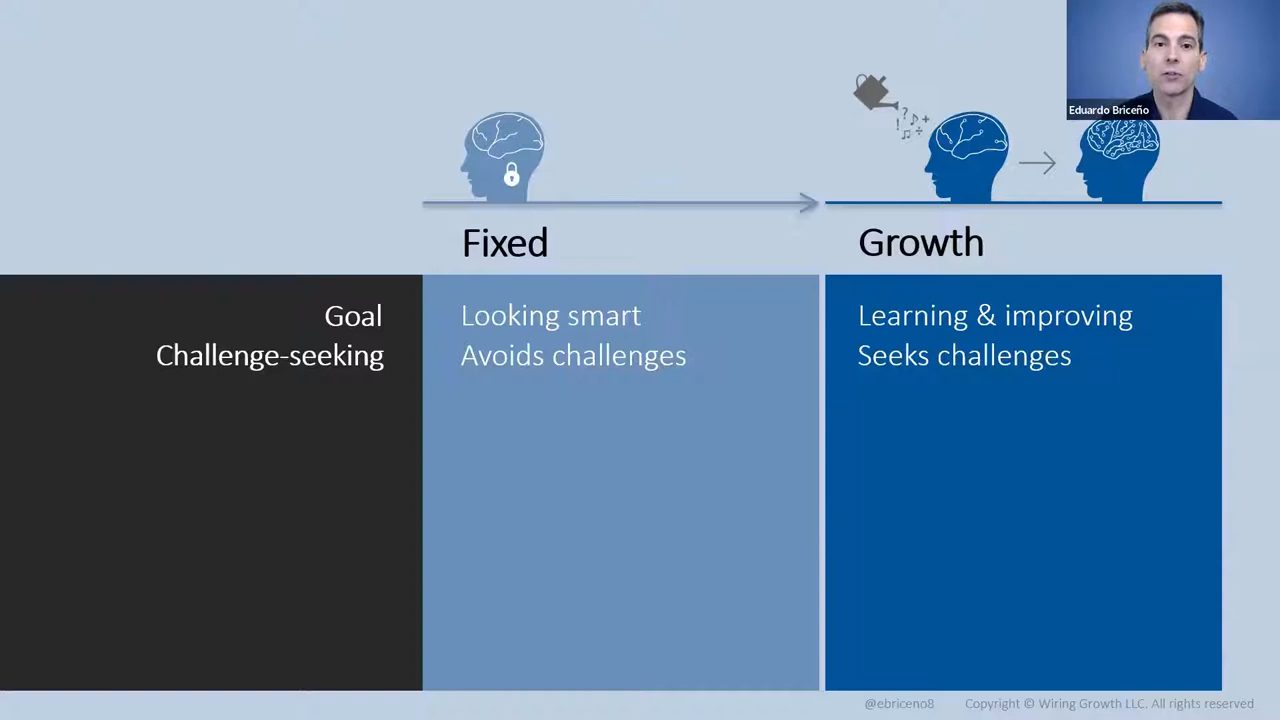 Eduardo Briceño
Fixed
Growth
Goal
Looking smart
Learning & improving
Challenge-seeking
Avoids challenges
Seeks challenges
@ebriceno8
Copyright © Wiring Growth LLC. All rights reserved